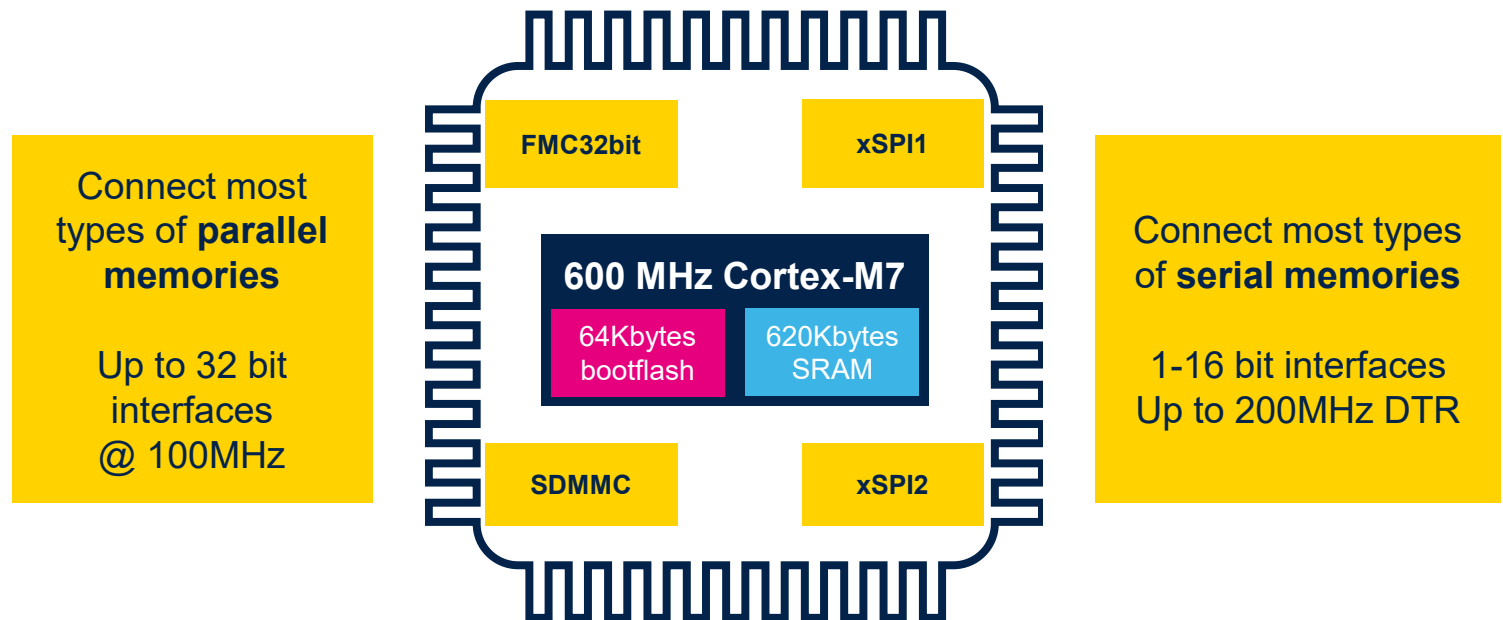 Connect most
types of parallel
memories
Up to 32 bit
interfaces
@ 100MHz
FMC32bit
xSPI1
600 MHz Cortex-M7
64Kbytes
bootflash
620Kbytes
SRAM
SDMMC
xSPI2
Connect most types
of serial memories
1-16 bit interfaces
Up to 200MHz DTR